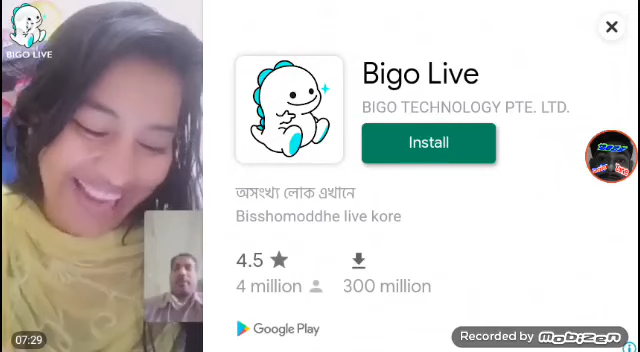 BIGO LIVE
Bigo Live
BIGO TECHNOLOGY PTE. LTD.
Install
অসংখ্য লোক এখানে
Bisshomoddhe live kore
4.5
4 million
300 million
Google Play
07:29
Recorded by MOBIZEN